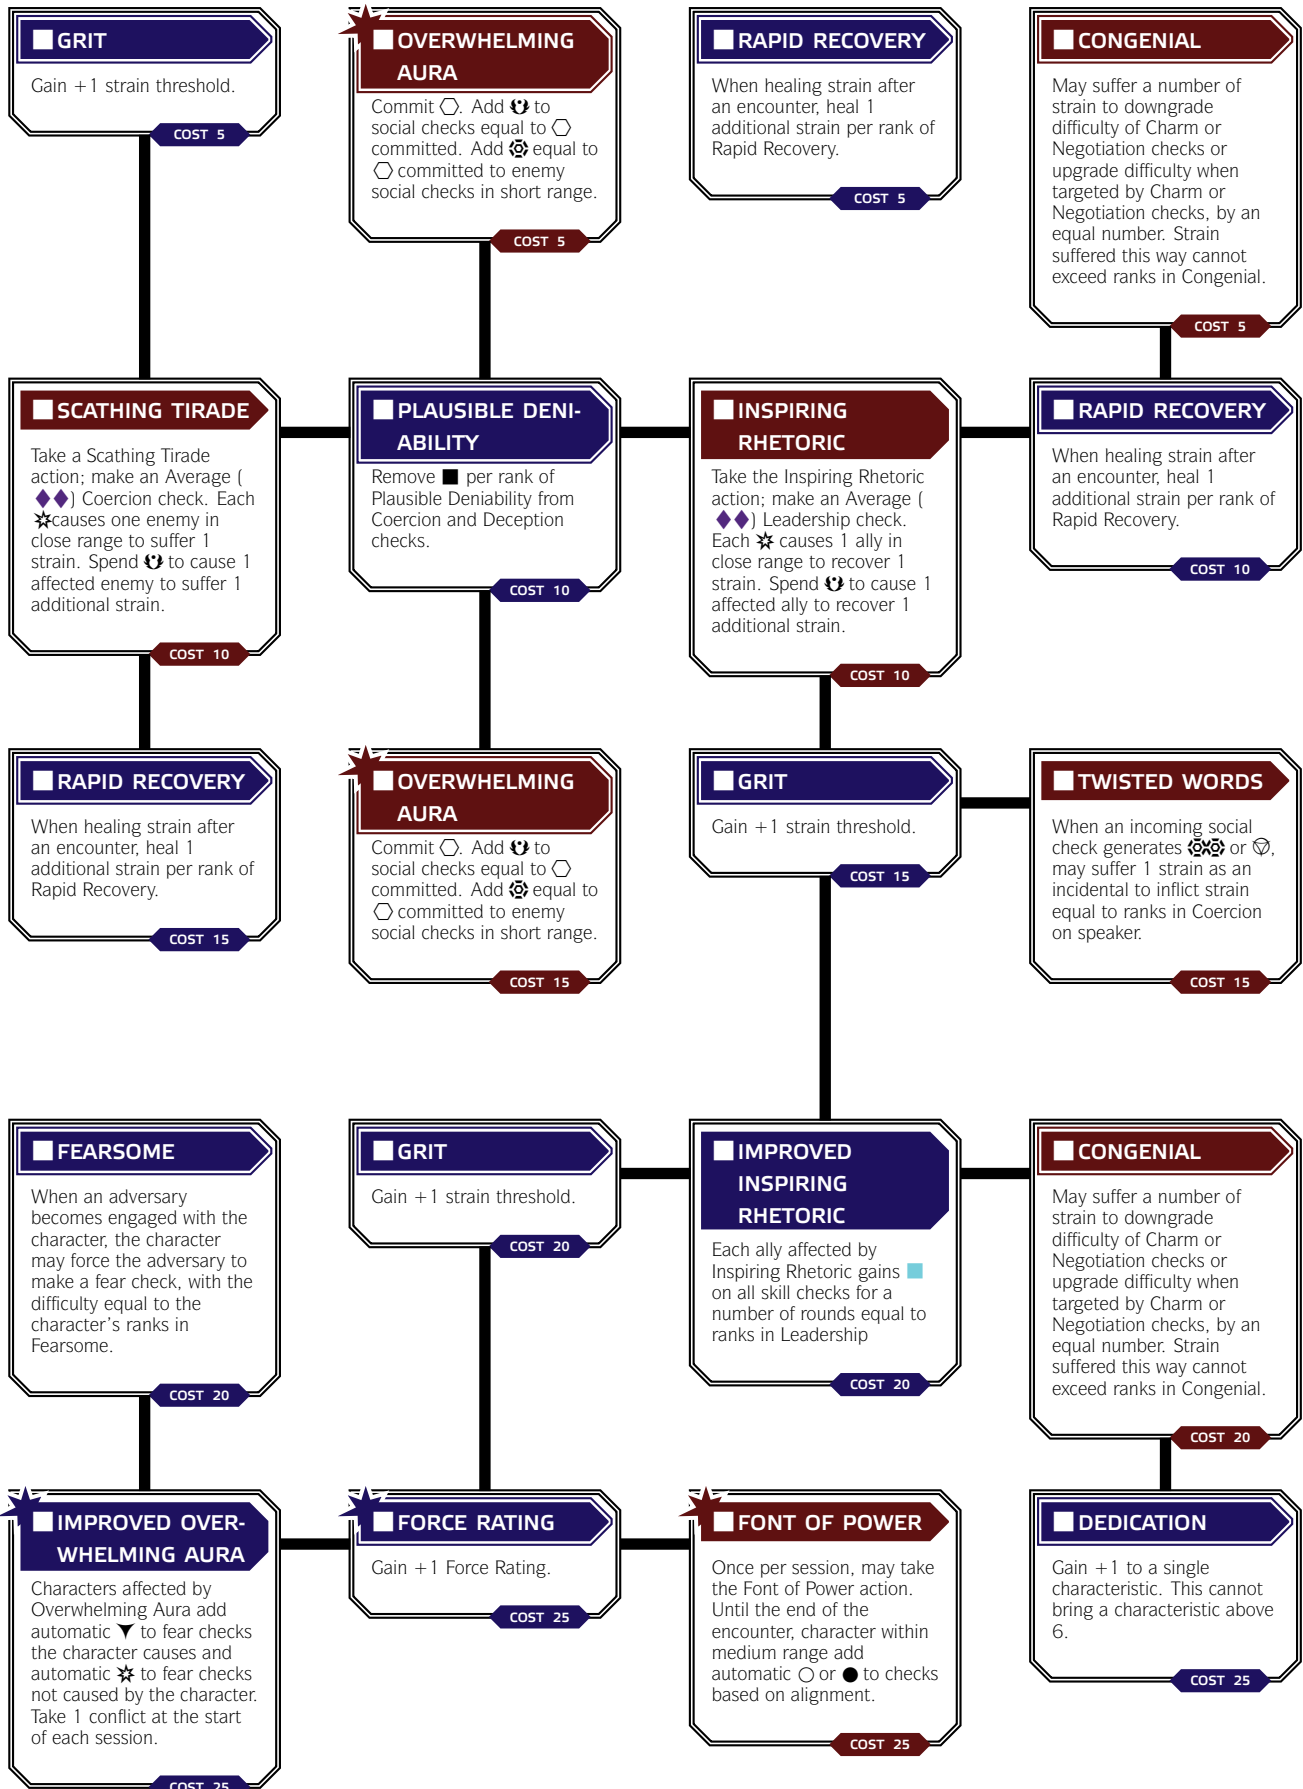 GRIT
Gain +1 strain threshold.
COST 5
OVERWHELMING
AURA
Commit ⬡. Add to
social checks equal to ⬡
committed. Add equal to
⬡ committed to enemy
social checks in short range.
COST 5
RAPID RECOVERY
When healing strain after
an encounter, heal 1
additional strain per rank of
Rapid Recovery.
COST 5
CONGENIAL
May suffer a number of
strain to downgrade
difficulty of Charm or
Negotiation checks or
upgrade difficulty when
targeted by Charm or
Negotiation checks, by an
equal number. Strain
suffered this way cannot
exceed ranks in Congenial.
COST 5
SCATHING TIRADE
Take a Scathing Tirade
action; make an Average (
◆◆) Coercion check. Each
causes one enemy in
close range to suffer 1
strain. Spend to cause 1
affected enemy to suffer 1
additional strain.
COST 10
PLAUSIBLE DENI-
ABILITY
Remove ■ per rank of
Plausible Deniability from
Coercion and Deception
checks.
COST 10
INSPIRING
RHETORIC
Take the Inspiring Rhetoric
action; make an Average (
◆◆) Leadership check.
Each causes 1 ally in
close range to recover 1
strain. Spend to cause 1
affected ally to recover 1
additional strain.
COST 10
RAPID RECOVERY
When healing strain after
an encounter, heal 1
additional strain per rank of
Rapid Recovery.
COST 10
RAPID RECOVERY
When healing strain after
an encounter, heal 1
additional strain per rank of
Rapid Recovery.
COST 15
OVERWHELMING
AURA
Commit ⬡. Add to
social checks equal to ⬡
committed. Add equal to
⬡ committed to enemy
social checks in short range.
COST 15
GRIT
Gain +1 strain threshold.
COST 15
TWISTED WORDS
When an incoming social
check generates or ,
may suffer 1 strain as an
incidental to inflict strain
equal to ranks in Coercion
on speaker.
COST 15
FEARSOME
When an adversary
becomes engaged with the
character, the character
may force the adversary to
make a fear check, with the
difficulty equal to the
character's ranks in
Fearsome.
COST 20
GRIT
Gain +1 strain threshold.
COST 20
IMPROVED
INSPIRING
RHETORIC
Each ally affected by
Inspiring Rhetoric gains ■
on all skill checks for a
number of rounds equal to
ranks in Leadership
COST 20
CONGENIAL
May suffer a number of
strain to downgrade
difficulty of Charm or
Negotiation checks or
upgrade difficulty when
targeted by Charm or
Negotiation checks, by an
equal number. Strain
suffered this way cannot
exceed ranks in Congenial.
COST 20
IMPROVED OVER-
WHELMING AURA
Characters affected by
Overwhelming Aura add
automatic to fear checks
the character causes and
automatic to fear checks
not caused by the character.
Take 1 conflict at the start
of each session.
COST 25
FORCE RATING
Gain +1 Force Rating.
COST 25
FONT OF POWER
Once per session, may take
the Font of Power action.
Until the end of the
encounter, character within
medium range add
automatic ○ or ● to checks
based on alignment.
COST 25
DEDICATION
Gain +1 to a single
characteristic. This cannot
bring a characteristic above
6.
COST 25